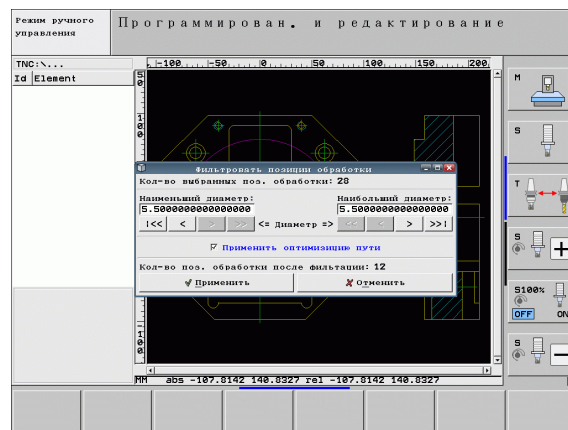 Режим ручного
управления
Программирован. и редактирование
TNC:\...
Id Element
-100 -50 0 50 100 150 200
M
S
T
Фильтровать позиции обработки
Кол-во выбранных поз. обработки: 28
Наименьший диаметр: Наибольший диаметр:
5.5000000000000000 5.5000000000000000
|<< < > >> <= Диаметр => << < > >>|
Применить оптимизицию пути
Кол-во поз. обработки после фильтации: 12
Применить Отменить
S
S100%
OFF ON
S
MM abs -107.8142 140.8327 rel -107.8142 140.8327